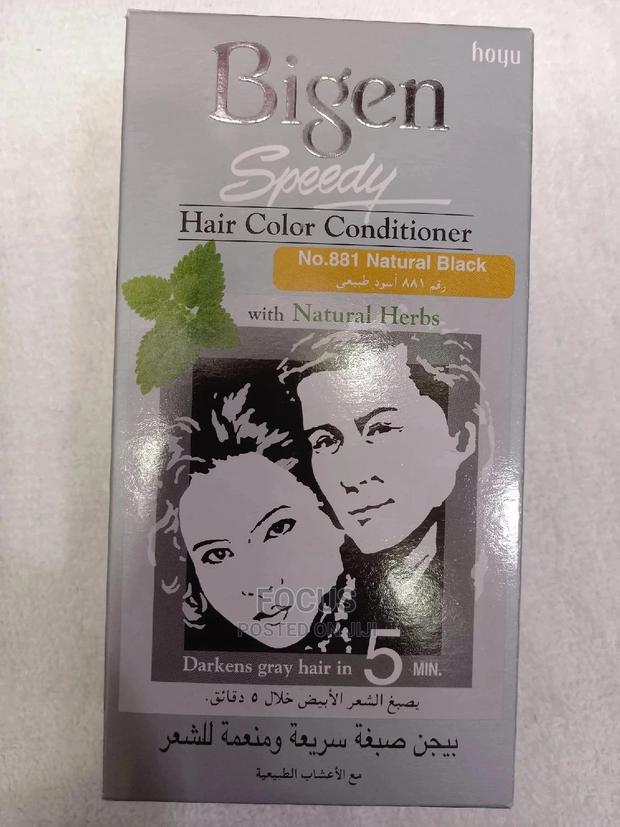 hoyu
Bigen
Speedy
Hair Color Conditioner
No.881 Natural Black
رقم ٨٨١ أسود طبيعي
with Natural Herbs
FOCUS
POSTED ON JIJI
Darkens gray hair in 5 MIN.
يصبغ الشعر الأبيض خلال ٥ دقائق.
بيجن صبغة سريعة ومنعمة للشعر
مع الأعشاب الطبيعية